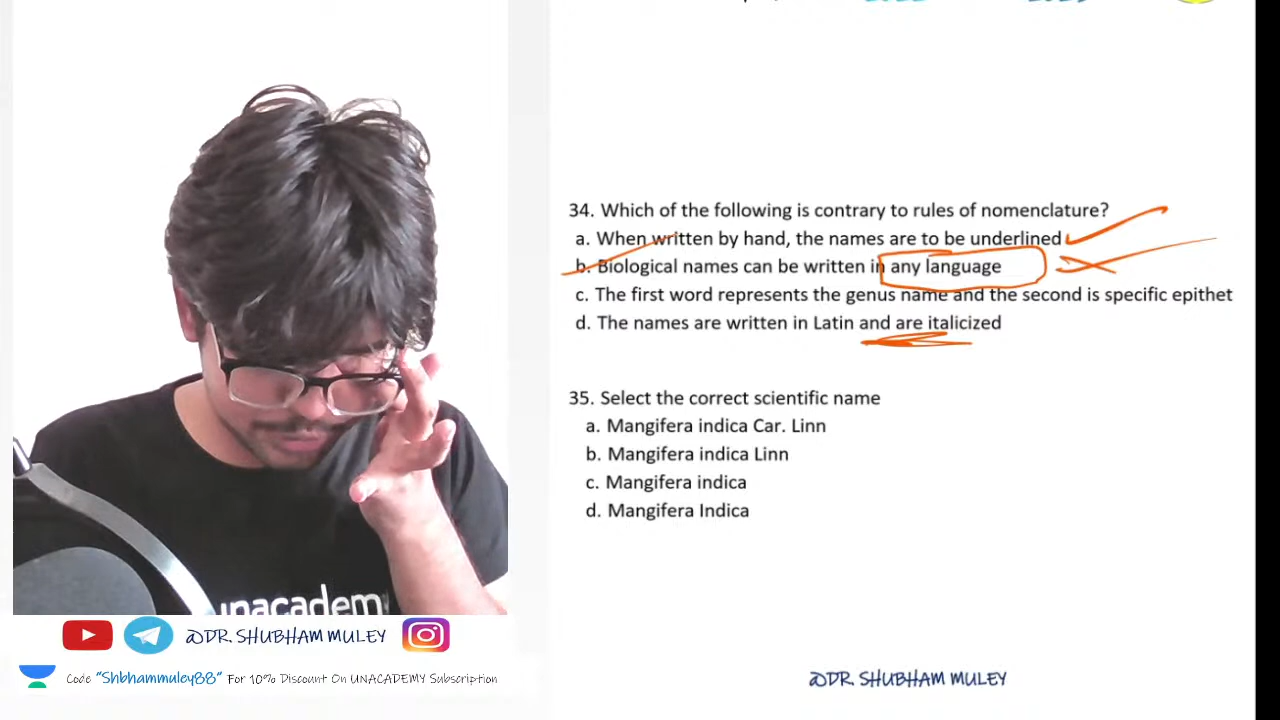 34. Which of the following is contrary to rules of nomenclature?
a. When written by hand, the names are to be underlined
b. Biological names can be written in any language
c. The first word represents the genus name and the second is specific epithet
d. The names are written in Latin and are italicized
35. Select the correct scientific name
a. Mangifera indica Car. Linn
b. Mangifera indica Linn
c. Mangifera indica
d. Mangifera Indica
unacadem
@DR. SHUBHAM MULEY
Code "Shbhammuley88" For 10% Discount On UNACADEMY Subscription
@DR. SHUBHAM MULEY